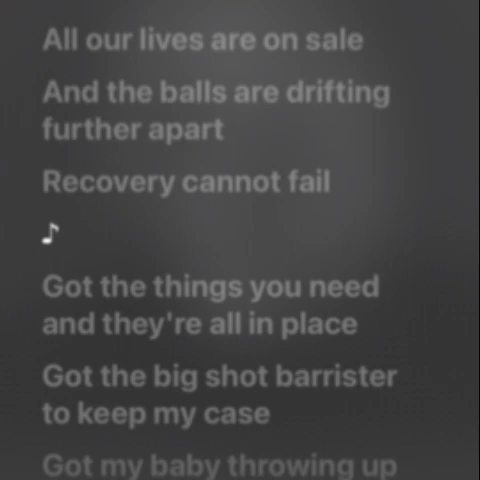 All our lives are on sale
And the balls are drifting
further apart
Recovery cannot fail
♪
Got the things you need
and they're all in place
Got the big shot barrister
to keep my case
Got my baby throwing up